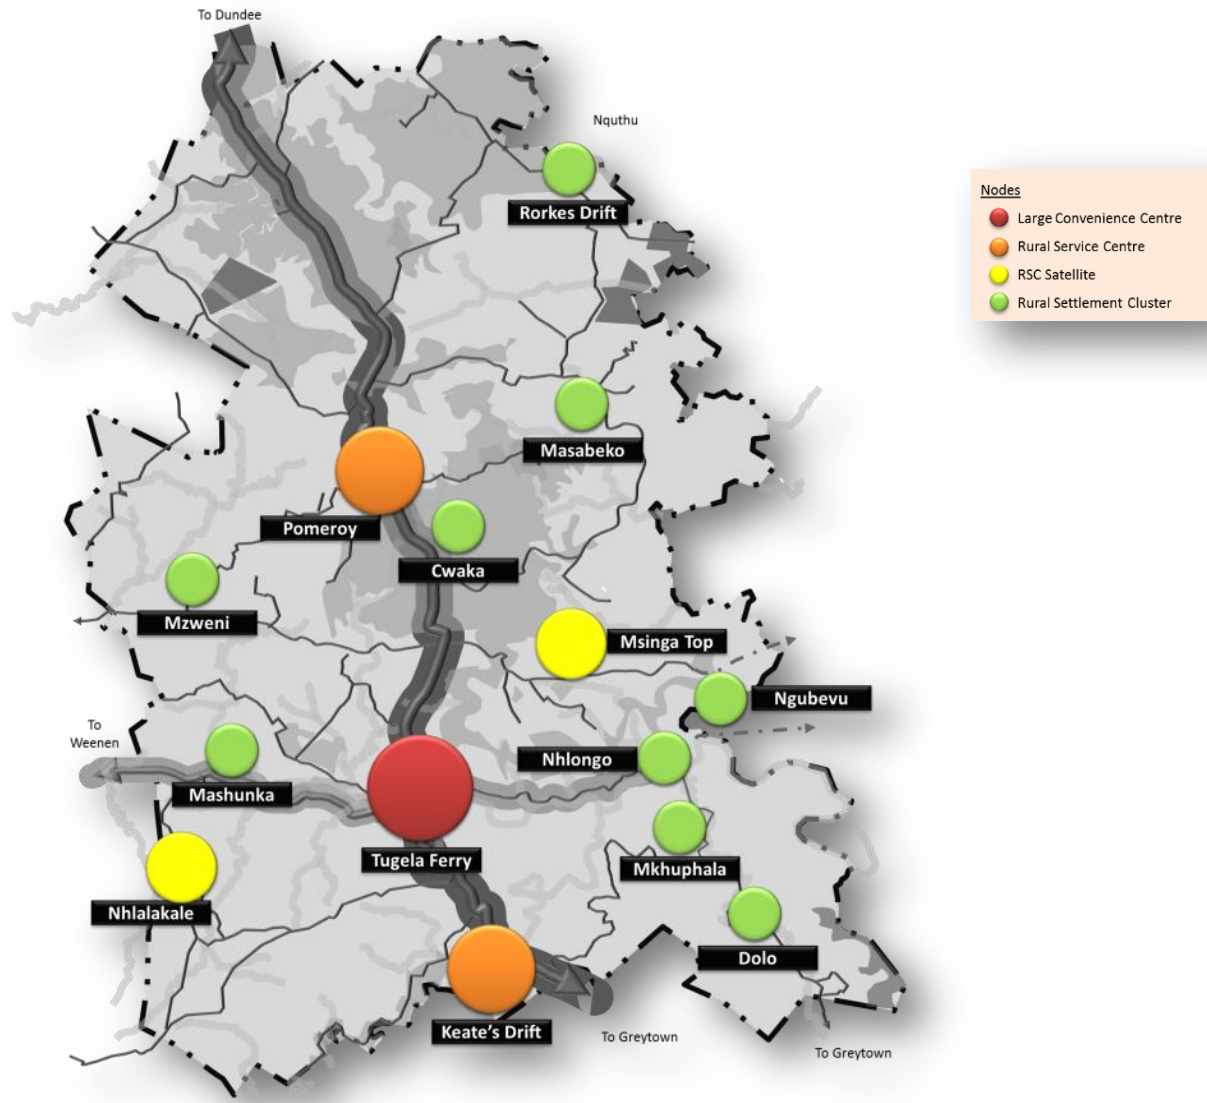 To Dundee
Nquthu
Rorkes Drift
Nodes
Large Convenience Centre
Rural Service Centre
RSC Satellite
Rural Settlement Cluster
Masabeko
Pomeroy
Cwaka
Mzweni
Msinga Top
Ngubevu
To
Weenen
Nhlongo
Mashunka
Tugela Ferry
Mkhuphala
Nhlalakale
Dolo
Keate's Drift
To Greytown
To Greytown